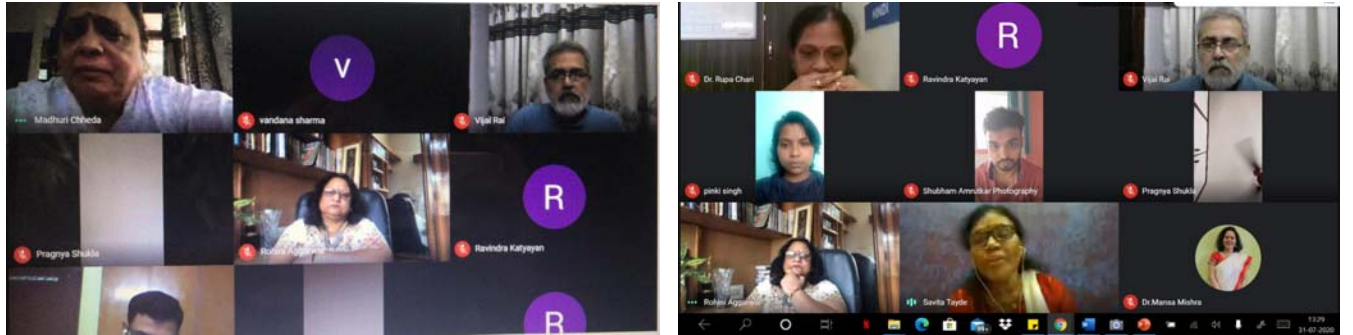 Madhuri Chheda
V
vandana sharma
Vijai Rai
Pragnya Shukla
Rohini Aggarwal
R
Ravindra Katyayan
R
HINDI
Dr. Rupa Chari
R
Ravindra Katyayan
Vijai Rai
pinki singh
Shubham Amrutkar Photography
Pragnya Shukla
Rohini Aggarwal
Savita Tayde
Dr.Mansa Mishra
99+
13:29
31-07-2020